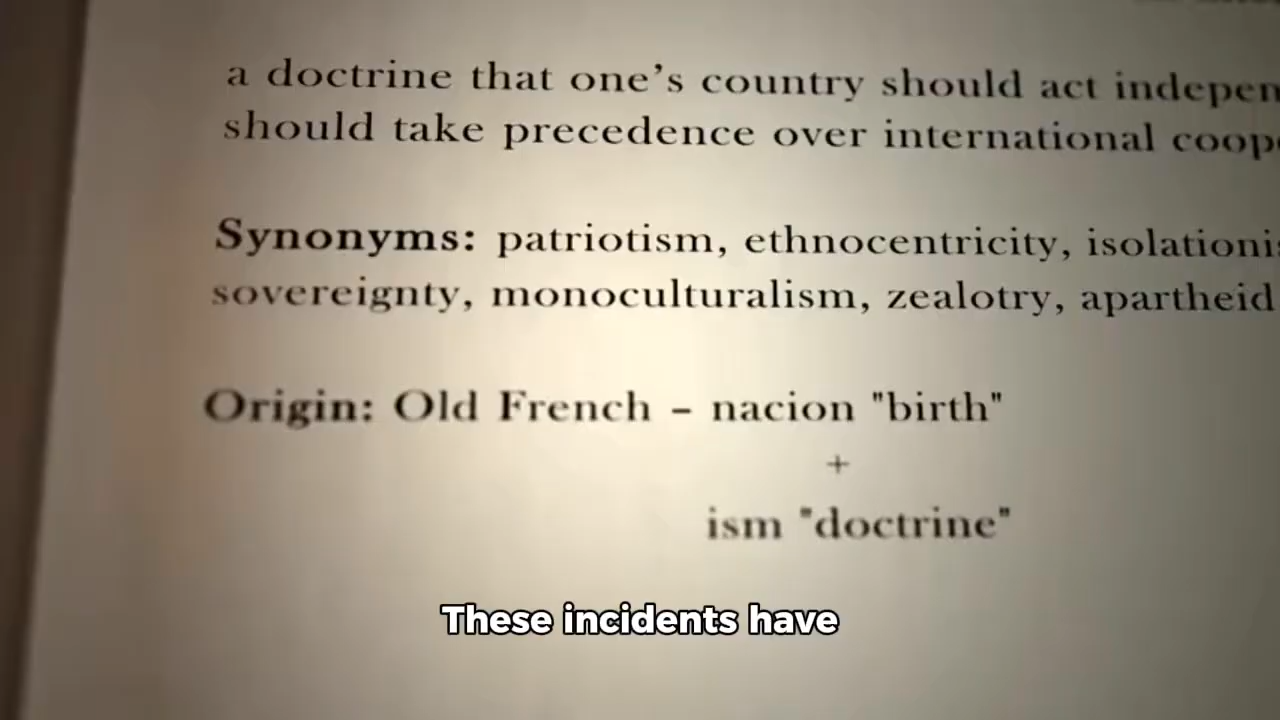 a doctrine that one's country should act indepen
should take precedence over international coop
Synonyms: patriotism, ethnocentricity, isolationis
sovereignty, monoculturalism, zealotry, apartheid
Origin: Old French – nacion "birth"
+
ism "doctrine"
These incidents have